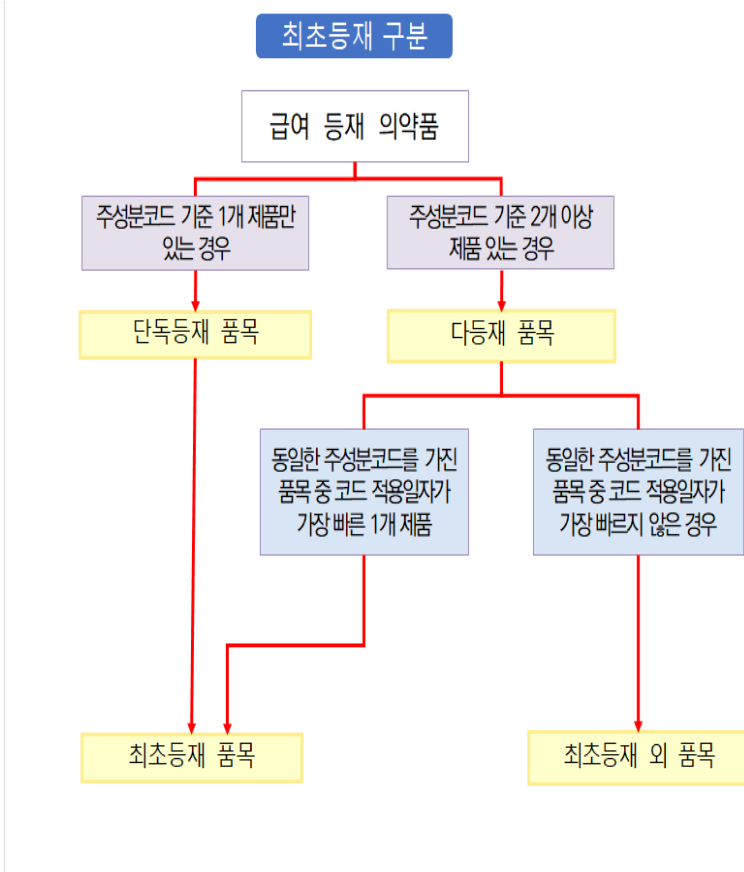 최초등재 구분
급여 등재 의약품
주성분코드 기준 1개 제품만
있는 경우
주성분코드 기준 2개 이상
제품 있는 경우
단독등재 품목
다등재 품목
동일한 주성분코드를 가진
품목 중 코드 적용일자가
가장 빠른 1개 제품
동일한 주성분코드를 가진
품목 중 코드 적용일자가
가장 빠르지 않은 경우
최초등재 품목
최초등재 외 품목